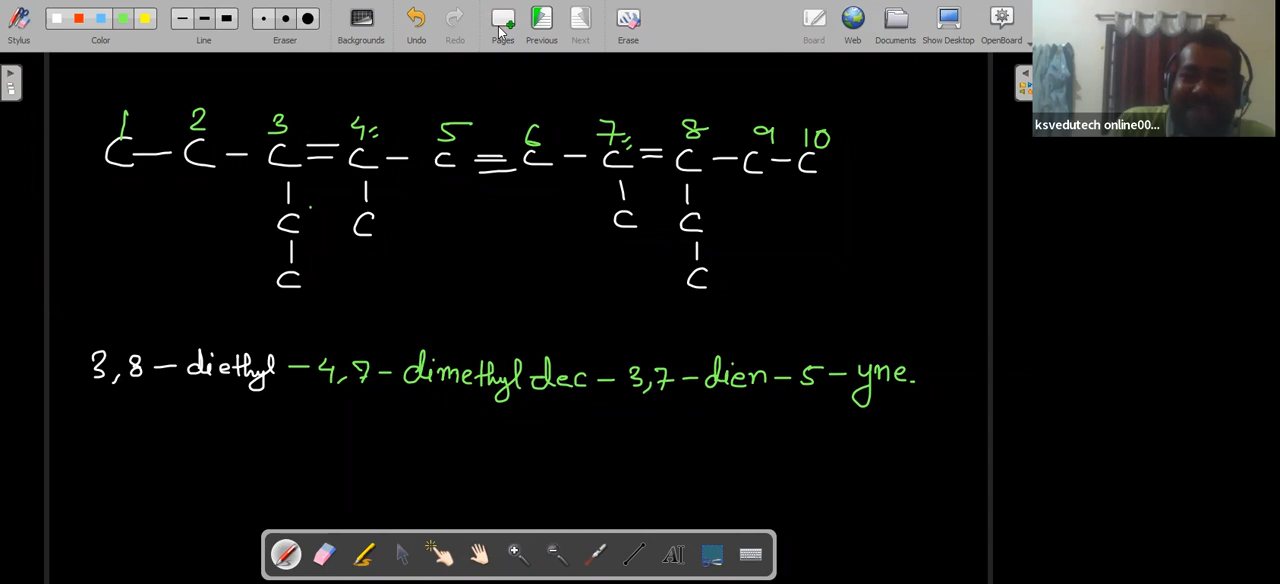 Stylus Color Line Eraser Backgrounds Undo Redo Pages Previous Next Erase Board Web Documents Show Desktop OpenBoard
ksvedutech online00...
1 2 3 4 5 6 7 8 9 10
C — C — C = C — C ≡ C — C = C — C — C
C C C C
C C
3,8 – diethyl – 4,7 – dimethyl dec – 3,7 – dien – 5 – yne.
AI